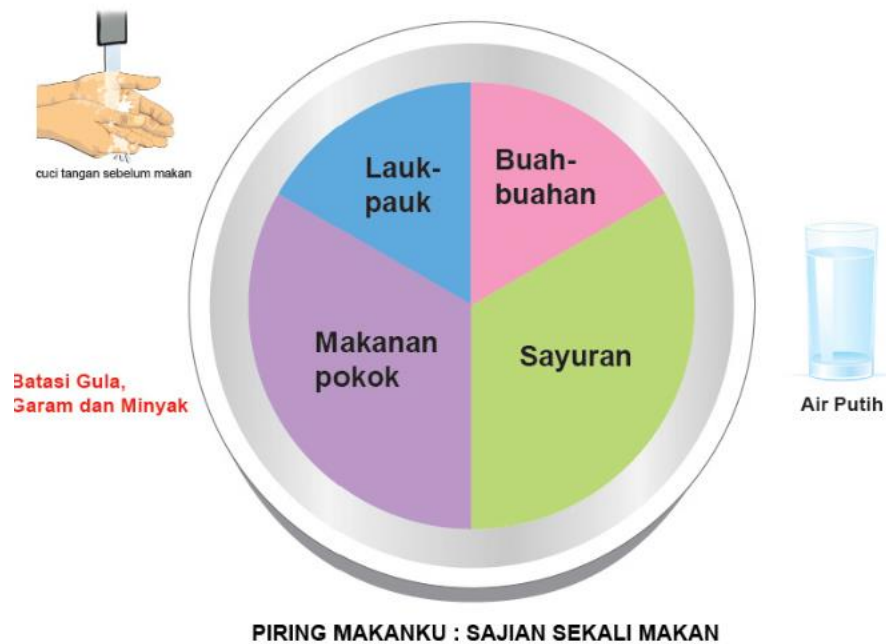 cuci tangan sebelum makan
Lauk-
pauk
Buah-
buahan
Makanan
pokok
Sayuran
Batasi Gula,
Garam dan Minyak
Air Putih
PIRING MAKANKU : SAJIAN SEKALI MAKAN